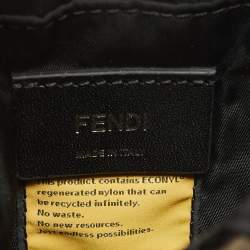 FENDI
MADE IN ITALY
This product contains ECONYL®
regenerated nylon that can
be recycled infinitely.
No waste.
No new resources.
Just endless possibilities.